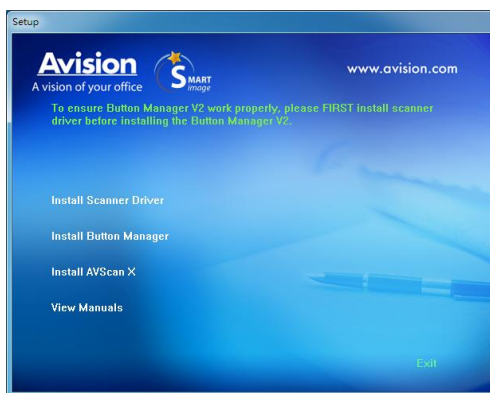 Setup
Avision
A vision of your office
SMART
image
www.avision.com
To ensure Button Manager V2 work properly, please FIRST install scanner
driver before installing the Button Manager V2.
Install Scanner Driver
Install Button Manager
Install AVScan X
View Manuals
Exit